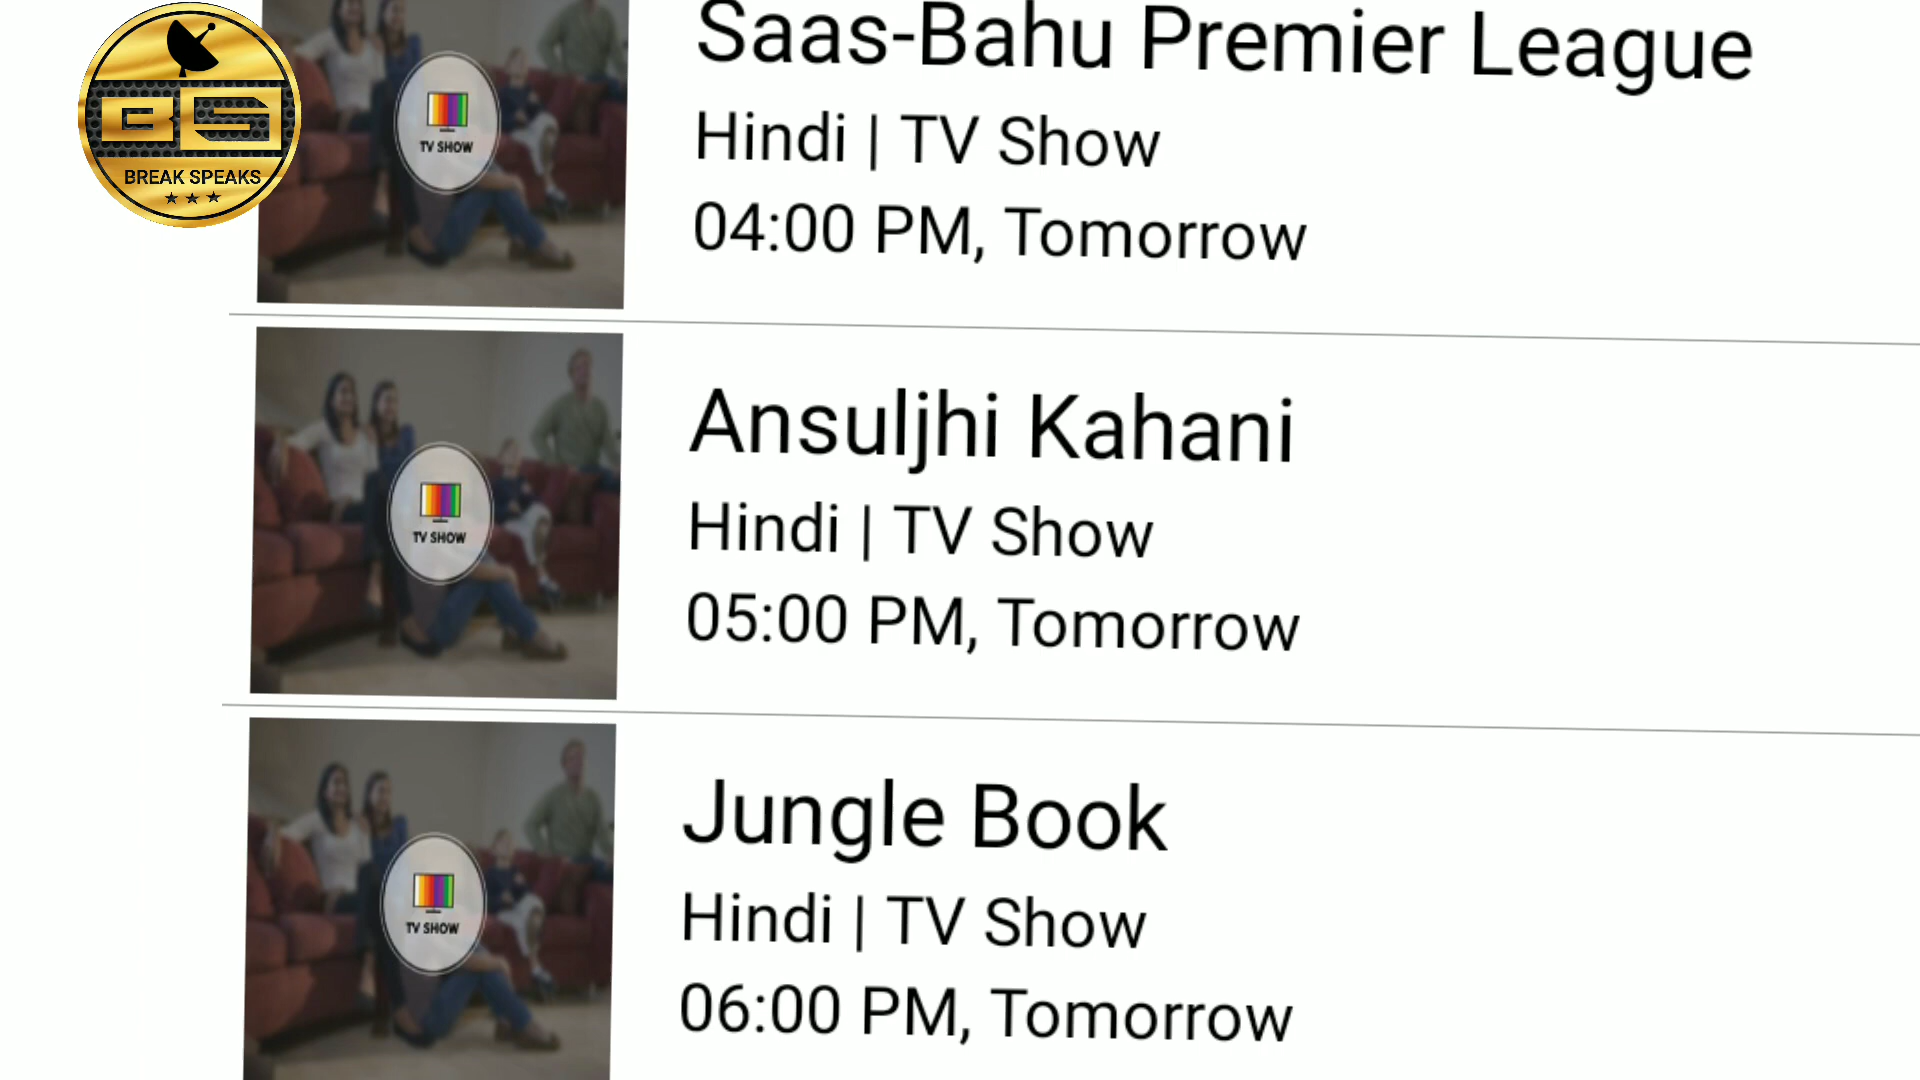 BREAK SPEAKS
TV SHOW
Saas-Bahu Premier League
Hindi | TV Show
04:00 PM, Tomorrow
TV SHOW
Ansuljhi Kahani
Hindi | TV Show
05:00 PM, Tomorrow
TV SHOW
Jungle Book
Hindi | TV Show
06:00 PM, Tomorrow